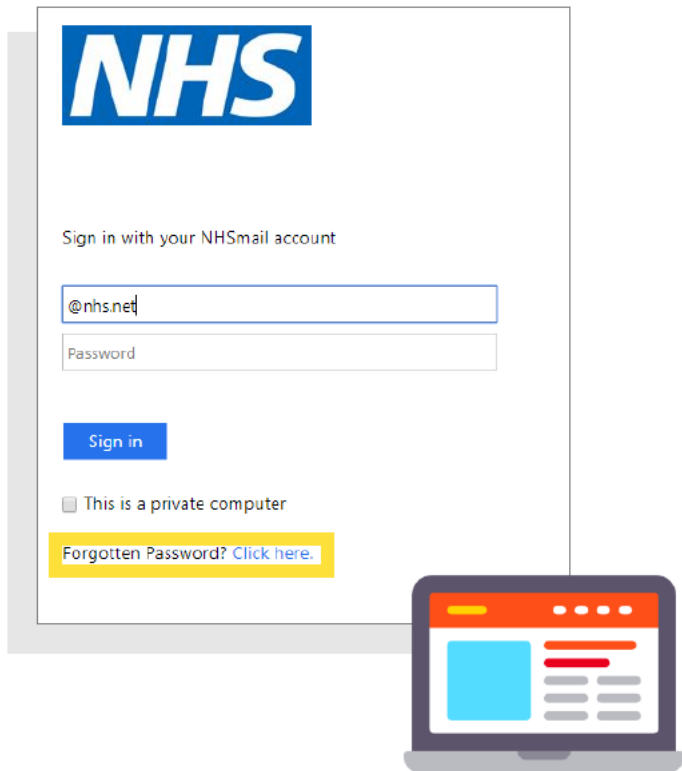 NHS
Sign in with your NHSmail account
@nhs.net
Password
Sign in
This is a private computer
Forgotten Password? Click here.